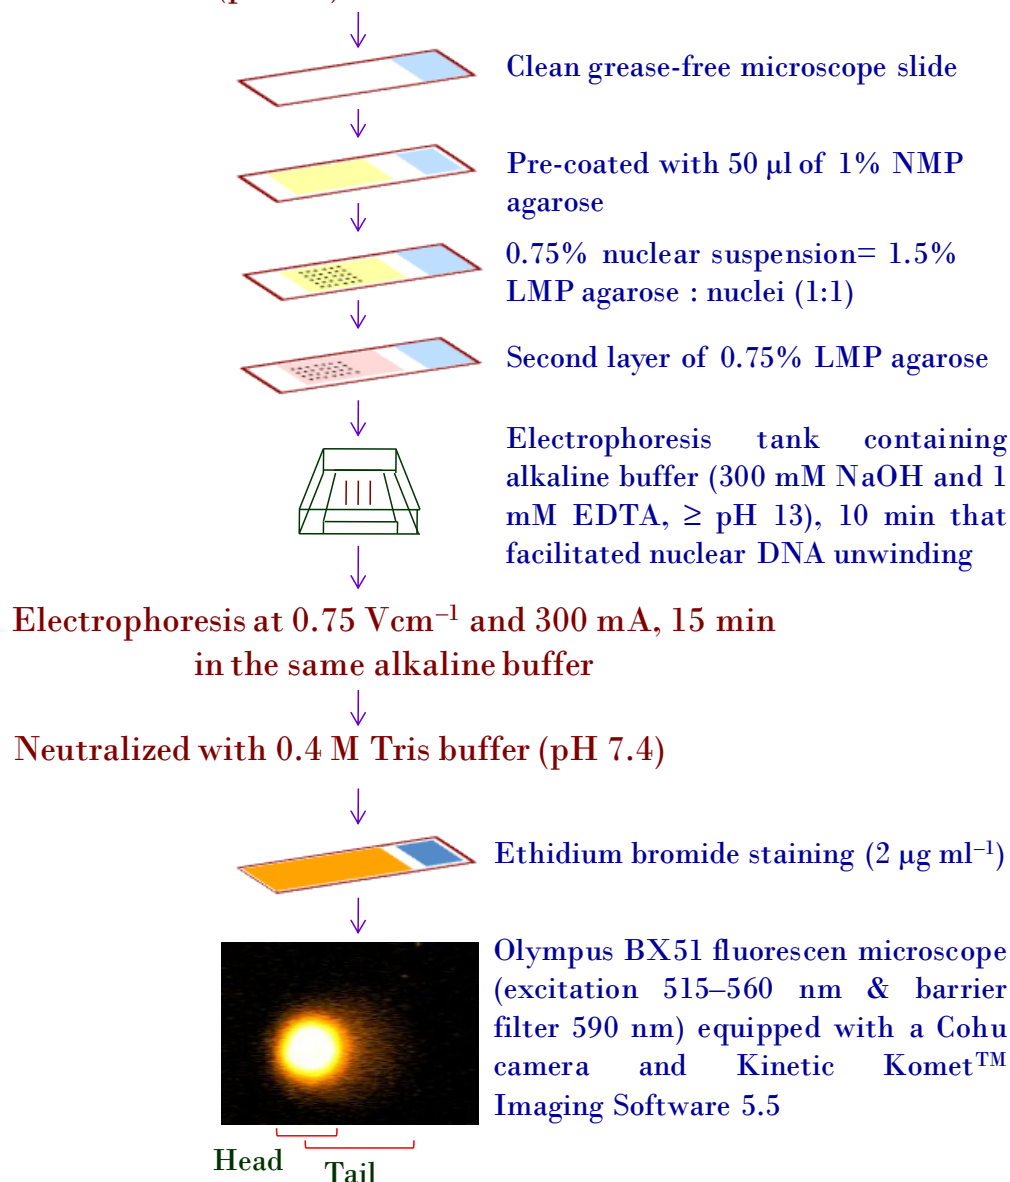 Clean grease-free microscope slide
Pre-coated with 50 µl of 1% NMP
agarose
0.75% nuclear suspension= 1.5%
LMP agarose : nuclei (1:1)
Second layer of 0.75% LMP agarose
Electrophoresis tank containing
alkaline buffer (300 mM NaOH and 1
mM EDTA, ≥ pH 13), 10 min that
facilitated nuclear DNA unwinding
Electrophoresis at 0.75 Vcm⁻¹ and 300 mA, 15 min
in the same alkaline buffer
Neutralized with 0.4 M Tris buffer (pH 7.4)
Ethidium bromide staining (2 µg ml⁻¹)
Olympus BX51 fluorescen microscope
(excitation 515–560 nm & barrier
filter 590 nm) equipped with a Cohu
camera and Kinetic Komet™
Imaging Software 5.5
Head
Tail